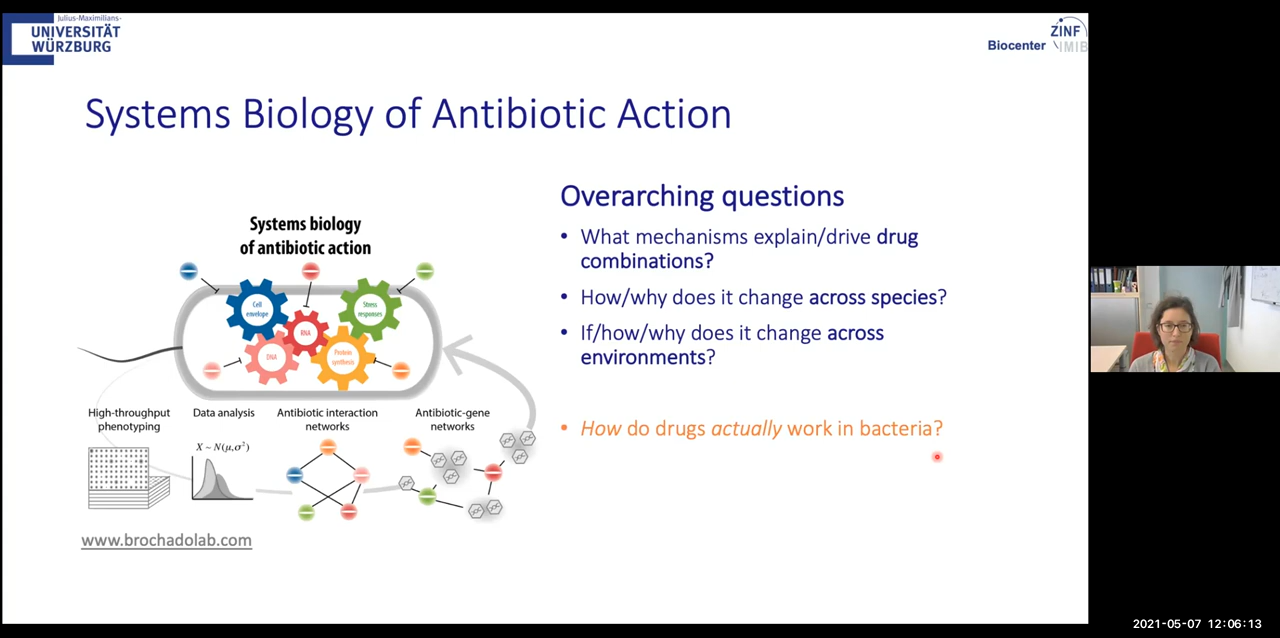 Julius-Maximilians-
UNIVERSITÄT
WÜRZBURG
ZINF
Biocenter
IMIB
Systems Biology of Antibiotic Action
Overarching questions
• What mechanisms explain/drive drug
combinations?
• How/why does it change across species?
• If/how/why does it change across
environments?
• How do drugs actually work in bacteria?
Systems biology
of antibiotic action
Cell
envelope
Stress
responses
RNA
DNA
Protein
synthesis
High-throughput
phenotyping
Data analysis
Antibiotic interaction
networks
Antibiotic-gene
networks
X ~ N(μ,σ²)
www.brochadolab.com
2021-05-07 12:06:13